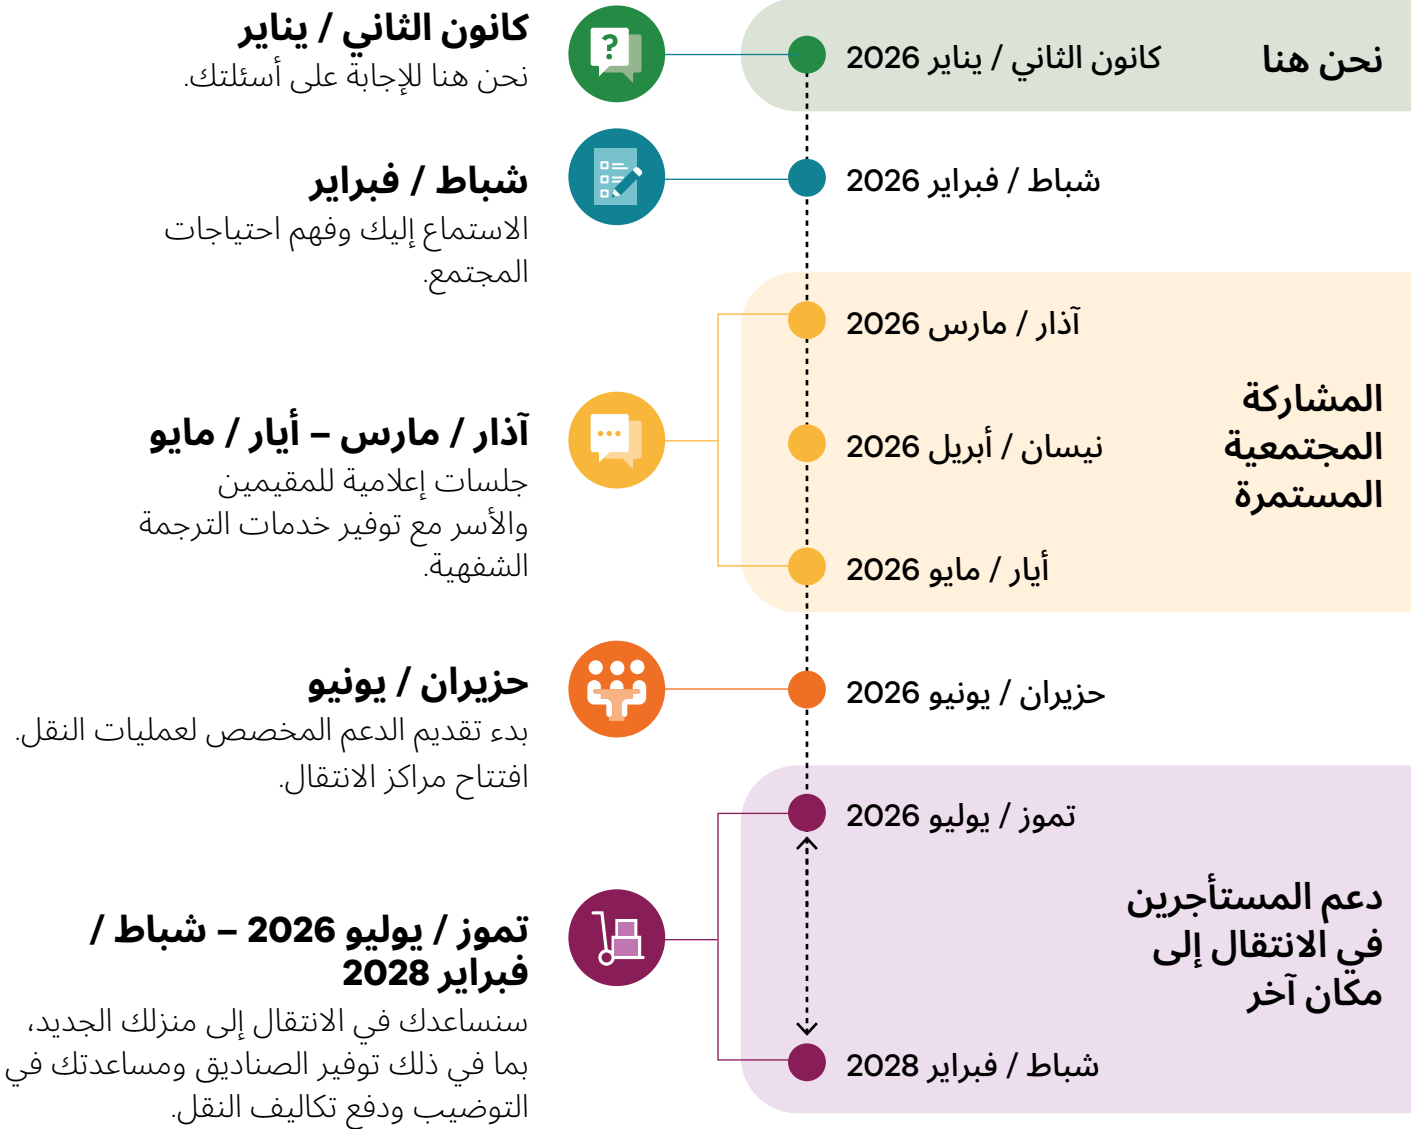 نحن هنا
كانون الثاني / يناير 2026
كانون الثاني / يناير
نحن هنا للإجابة على أسئلتك.
?
شباط / فبراير 2026
شباط / فبراير
الاستماع إليك وفهم احتياجات
المجتمع.
المشاركة
المجتمعية
المستمرة
آذار / مارس 2026
نيسان / أبريل 2026
أيار / مايو 2026
آذار / مارس – أيار / مايو
جلسات إعلامية للمقيمين
والأسر مع توفير خدمات الترجمة
الشفهية.
حزيران / يونيو 2026
حزيران / يونيو
بدء تقديم الدعم المخصص لعمليات النقل.
افتتاح مراكز الانتقال.
دعم المستأجرين
في الانتقال إلى
مكان آخر
تموز / يوليو 2026
شباط / فبراير 2028
تموز / يوليو 2026 – شباط /
فبراير 2028
سنساعدك في الانتقال إلى منزلك الجديد،
بما في ذلك توفير الصناديق ومساعدتك في
التوضيب ودفع تكاليف النقل.